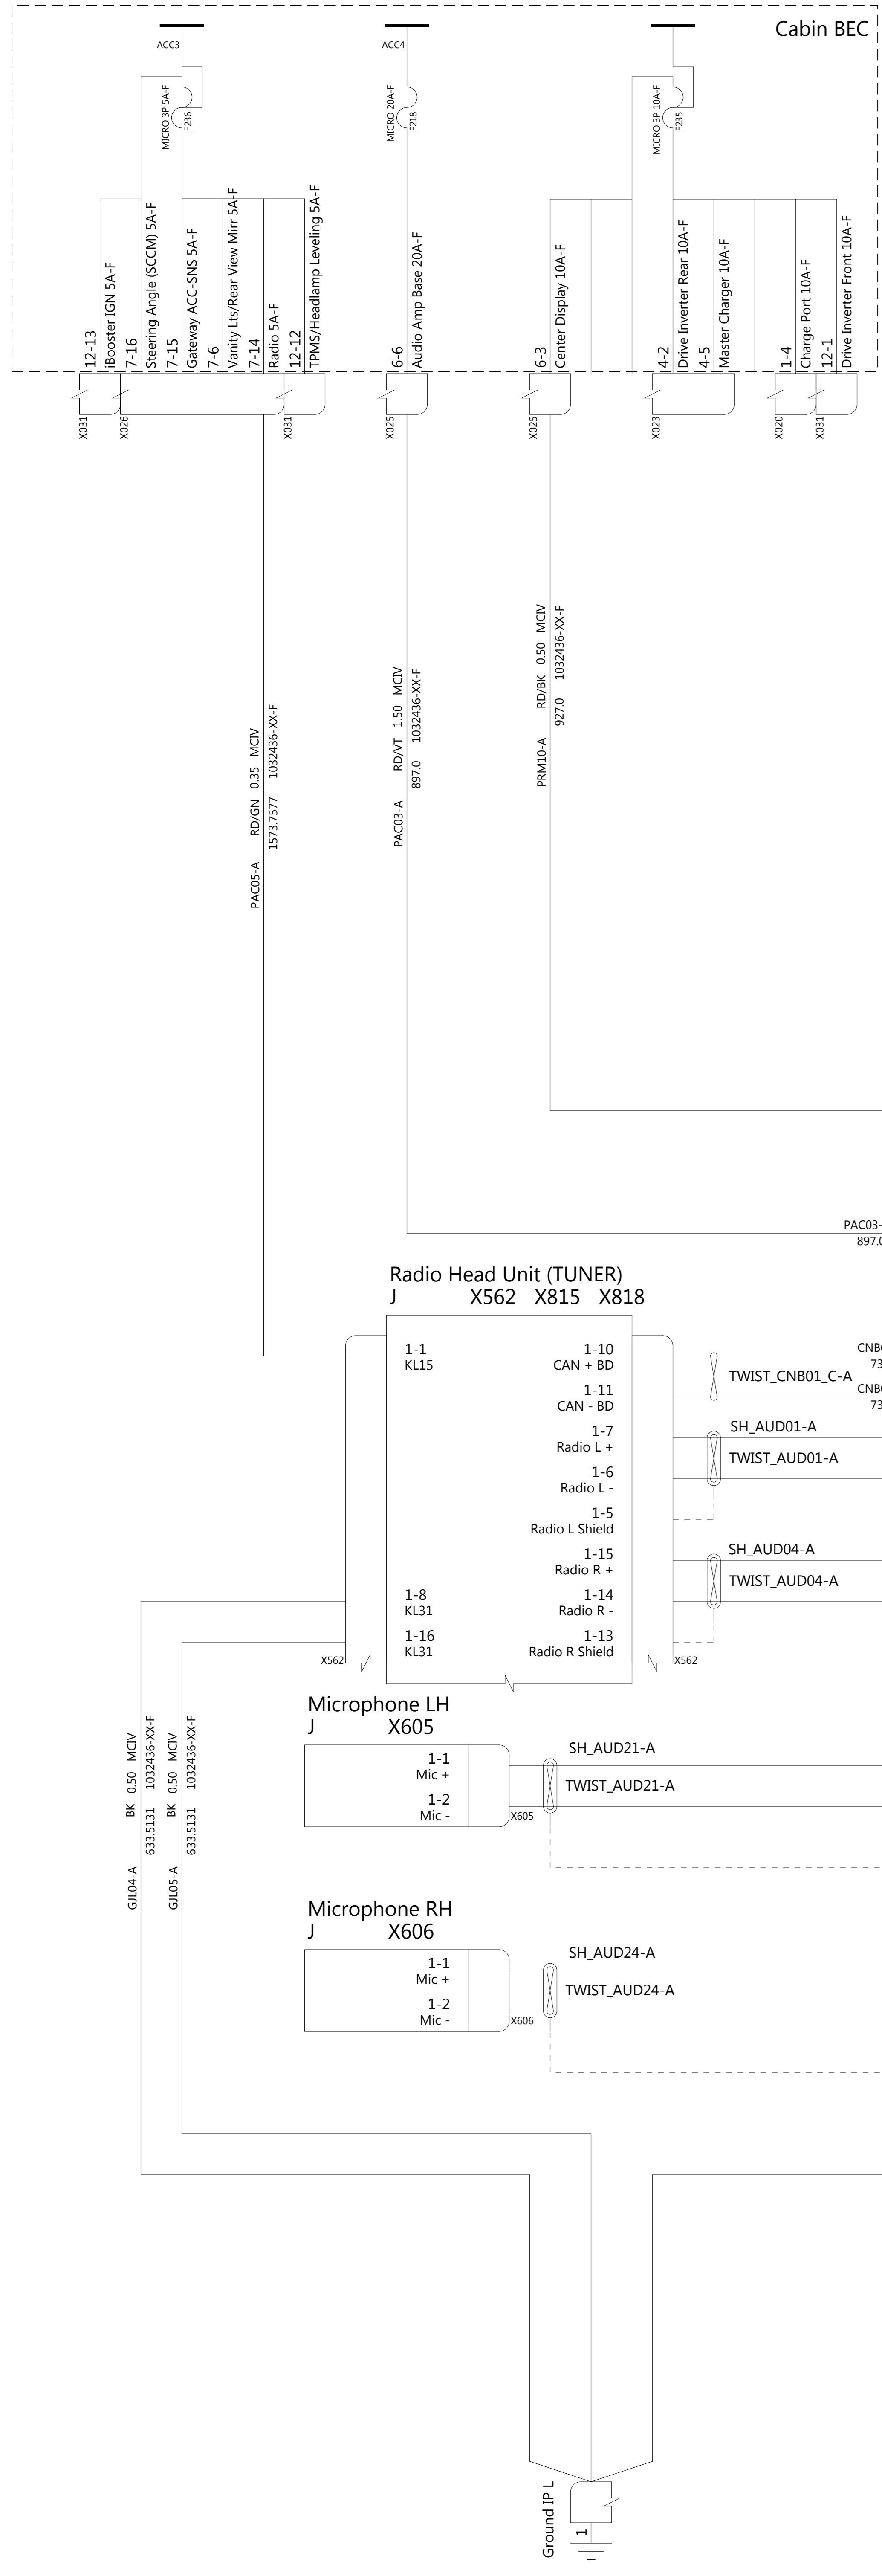 Cabin BEC
ACC3
ACC4
MICRO 3P 5A-F
F236
MICRO 20A-F
F218
MICRO 3P 10A-F
F235
12-13
iBooster IGN 5A-F
7-16
Steering Angle (SCCM) 5A-F
7-15
Gateway ACC-SNS 5A-F
7-6
Vanity Lts/Rear View Mirr 5A-F
7-14
Radio 5A-F
12-12
TPMS/Headlamp Leveling 5A-F
6-6
Audio Amp Base 20A-F
6-3
Center Display 10A-F
4-2
Drive Inverter Rear 10A-F
4-5
Master Charger 10A-F
1-4
Charge Port 10A-F
12-1
Drive Inverter Front 10A-F
X031
X026
X031
X025
X025
X023
X020
X031
PAC05-A RD/GN 0.35 MCIV
1573.7577 1032436-XX-F
PAC03-A RD/VT 1.50 MCIV
897.0 1032436-XX-F
PRM10-A RD/BK 0.50 MCIV
927.0 1032436-XX-F
PAC03-
897.0
Radio Head Unit (TUNER)
J X562 X815 X818
1-1
KL15
1-8
KL31
1-16
KL31
1-10
CAN + BD
1-11
CAN - BD
1-7
Radio L +
1-6
Radio L -
1-5
Radio L Shield
1-15
Radio R +
1-14
Radio R -
1-13
Radio R Shield
X562
X562
CNB0
73
TWIST_CNB01_C-A
CNB0
73
SH_AUD01-A
TWIST_AUD01-A
SH_AUD04-A
TWIST_AUD04-A
Microphone LH
J X605
1-1
Mic +
1-2
Mic -
X605
SH_AUD21-A
TWIST_AUD21-A
GJL04-A BK 0.50 MCIV
633.5131 1032436-XX-F
GJL05-A BK 0.50 MCIV
633.5131 1032436-XX-F
Microphone RH
J X606
1-1
Mic +
1-2
Mic -
X606
SH_AUD24-A
TWIST_AUD24-A
Ground IP L
1